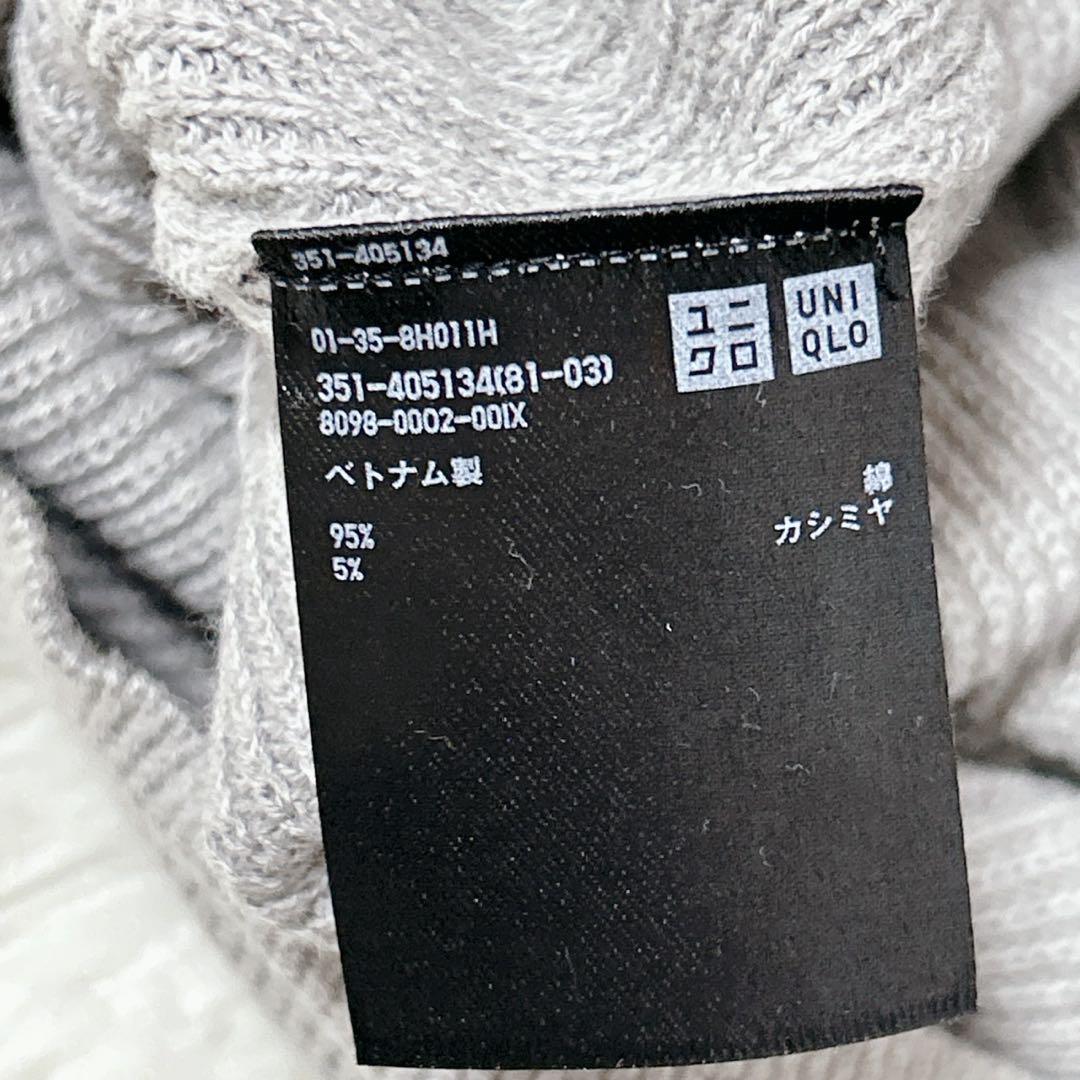 351-405134
ユニ
クロ
UNI
QLO
01-35-8H011H
351-405134(81-03)
8098-0002-001X
ベトナム製
95% 綿
5% カシミヤ